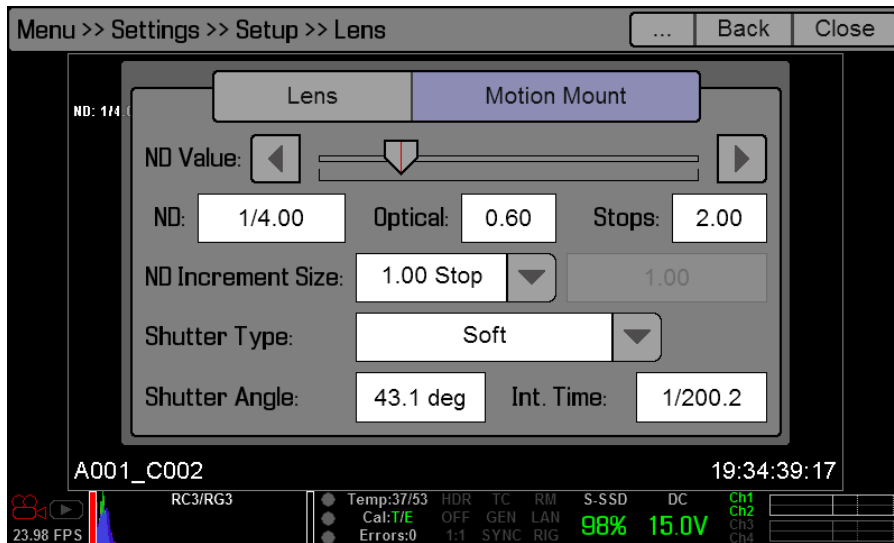 Menu >> Settings >> Setup >> Lens ... Back Close
Lens Motion Mount
ND: 1/4.0
ND Value:
ND: 1/4.00 Optical: 0.60 Stops: 2.00
ND Increment Size: 1.00 Stop 1.00
Shutter Type: Soft
Shutter Angle: 43.1 deg Int. Time: 1/200.2
A001_C002 19:34:39:17
RC3/RG3 Temp:37/53 HDR TC RM S-SSD DC Ch1
Cal:T/E OFF GEN LAN 98% 15.0V Ch2
23.98 FPS Errors:0 1:1 SYNC RIG Ch3
Ch4